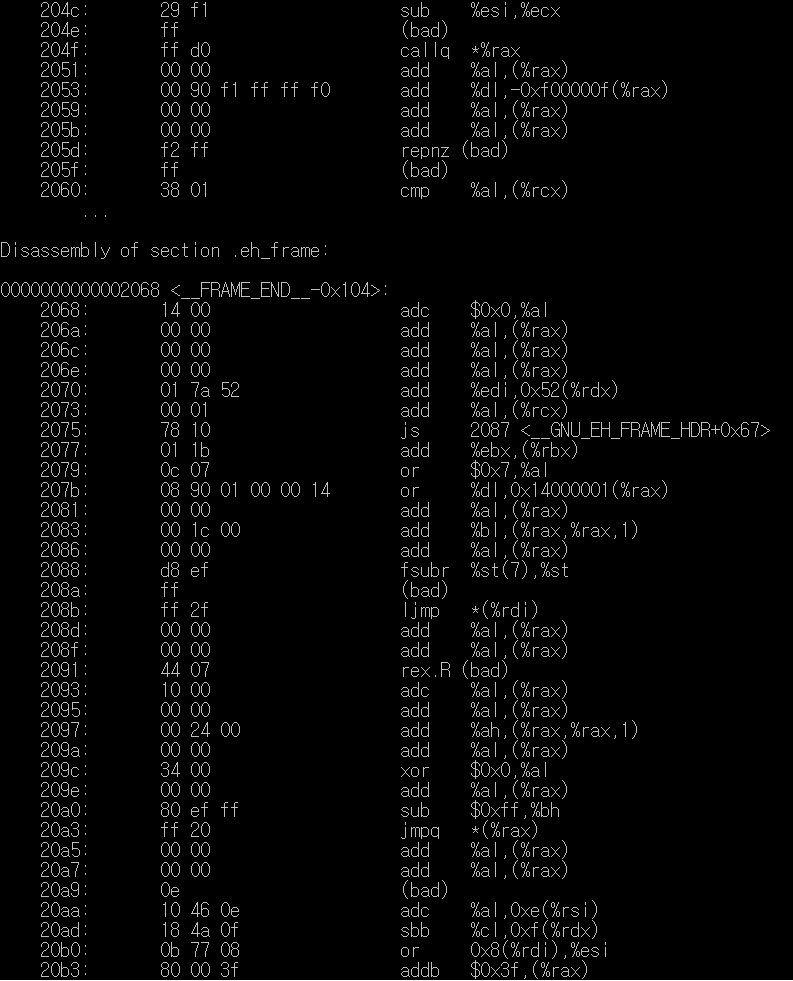 204c: 29 f1 sub %esi,%ecx
204e: ff (bad)
204f: ff d0 callq *%rax
2051: 00 00 add %al,(%rax)
2053: 00 90 f1 ff ff f0 add %dl,-0xf00000f(%rax)
2059: 00 00 add %al,(%rax)
205b: 00 00 add %al,(%rax)
205d: f2 ff repnz (bad)
205f: ff (bad)
2060: 38 01 cmp %al,(%rcx)
...
Disassembly of section .eh_frame:
0000000000002068 <__FRAME_END__-0x104>:
2068: 14 00 adc $0x0,%al
206a: 00 00 add %al,(%rax)
206c: 00 00 add %al,(%rax)
206e: 00 00 add %al,(%rax)
2070: 01 7a 52 add %edi,0x52(%rdx)
2073: 00 01 add %al,(%rcx)
2075: 78 10 js 2087 <__GNU_EH_FRAME_HDR+0x67>
2077: 01 1b add %ebx,(%rbx)
2079: 0c 07 or $0x7,%al
207b: 08 90 01 00 00 14 or %dl,0x14000001(%rax)
2081: 00 00 add %al,(%rax)
2083: 00 1c 00 add %bl,(%rax,%rax,1)
2086: 00 00 add %al,(%rax)
2088: d8 ef fsubr %st(7),%st
208a: ff (bad)
208b: ff 2f ljmp *(%rdi)
208d: 00 00 add %al,(%rax)
208f: 00 00 add %al,(%rax)
2091: 44 07 rex.R (bad)
2093: 10 00 adc %al,(%rax)
2095: 00 00 add %al,(%rax)
2097: 00 24 00 add %ah,(%rax,%rax,1)
209a: 00 00 add %al,(%rax)
209c: 34 00 xor $0x0,%al
209e: 00 00 add %al,(%rax)
20a0: 80 ef ff sub $0xff,%bh
20a3: ff 20 jmpq *(%rax)
20a5: 00 00 add %al,(%rax)
20a7: 00 00 add %al,(%rax)
20a9: 0e (bad)
20aa: 10 46 0e adc %al,0xe(%rsi)
20ad: 18 4a 0f sbb %cl,0xf(%rdx)
20b0: 0b 77 08 or 0x8(%rdi),%esi
20b3: 80 00 3f addb $0x3f,(%rax)